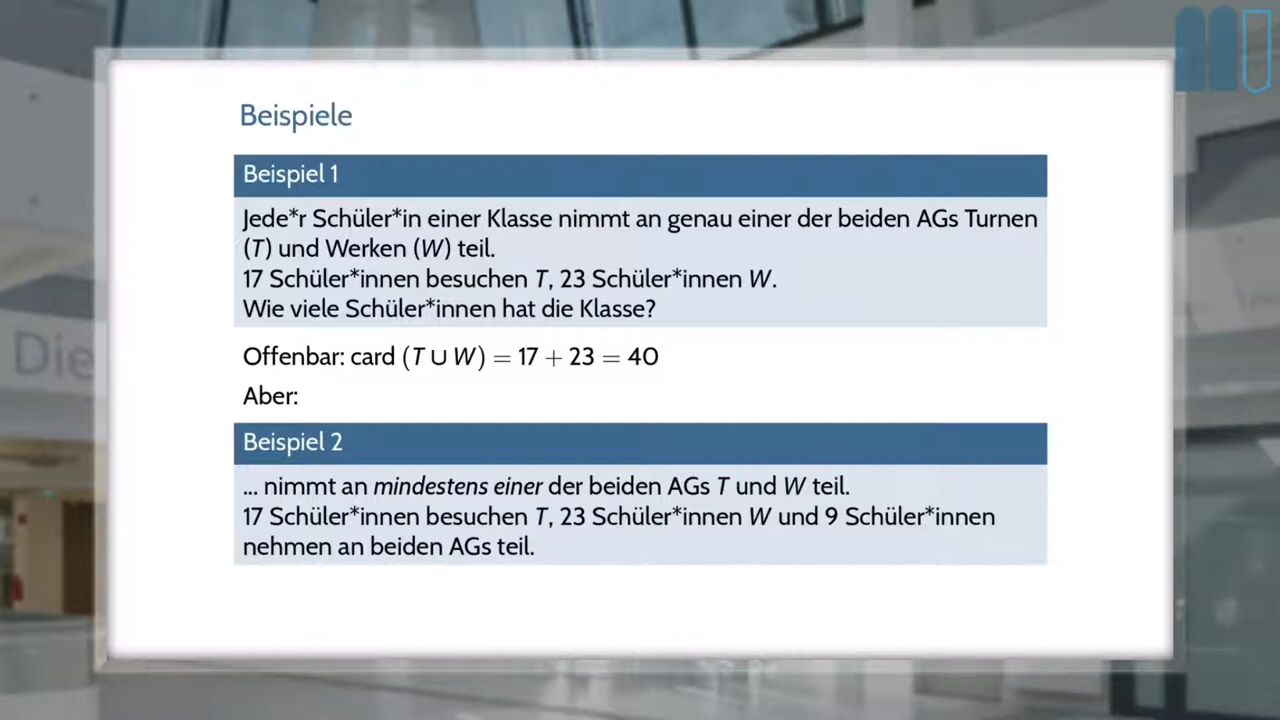 Beispiele
Beispiel 1
Jede*r Schüler*in einer Klasse nimmt an genau einer der beiden AGs Turnen
(T) und Werken (W) teil.
17 Schüler*innen besuchen T, 23 Schüler*innen W.
Wie viele Schüler*innen hat die Klasse?
Offenbar: card (T ∪ W) = 17 + 23 = 40
Aber:
Beispiel 2
... nimmt an mindestens einer der beiden AGs T und W teil.
17 Schüler*innen besuchen T, 23 Schüler*innen W und 9 Schüler*innen
nehmen an beiden AGs teil.
Die